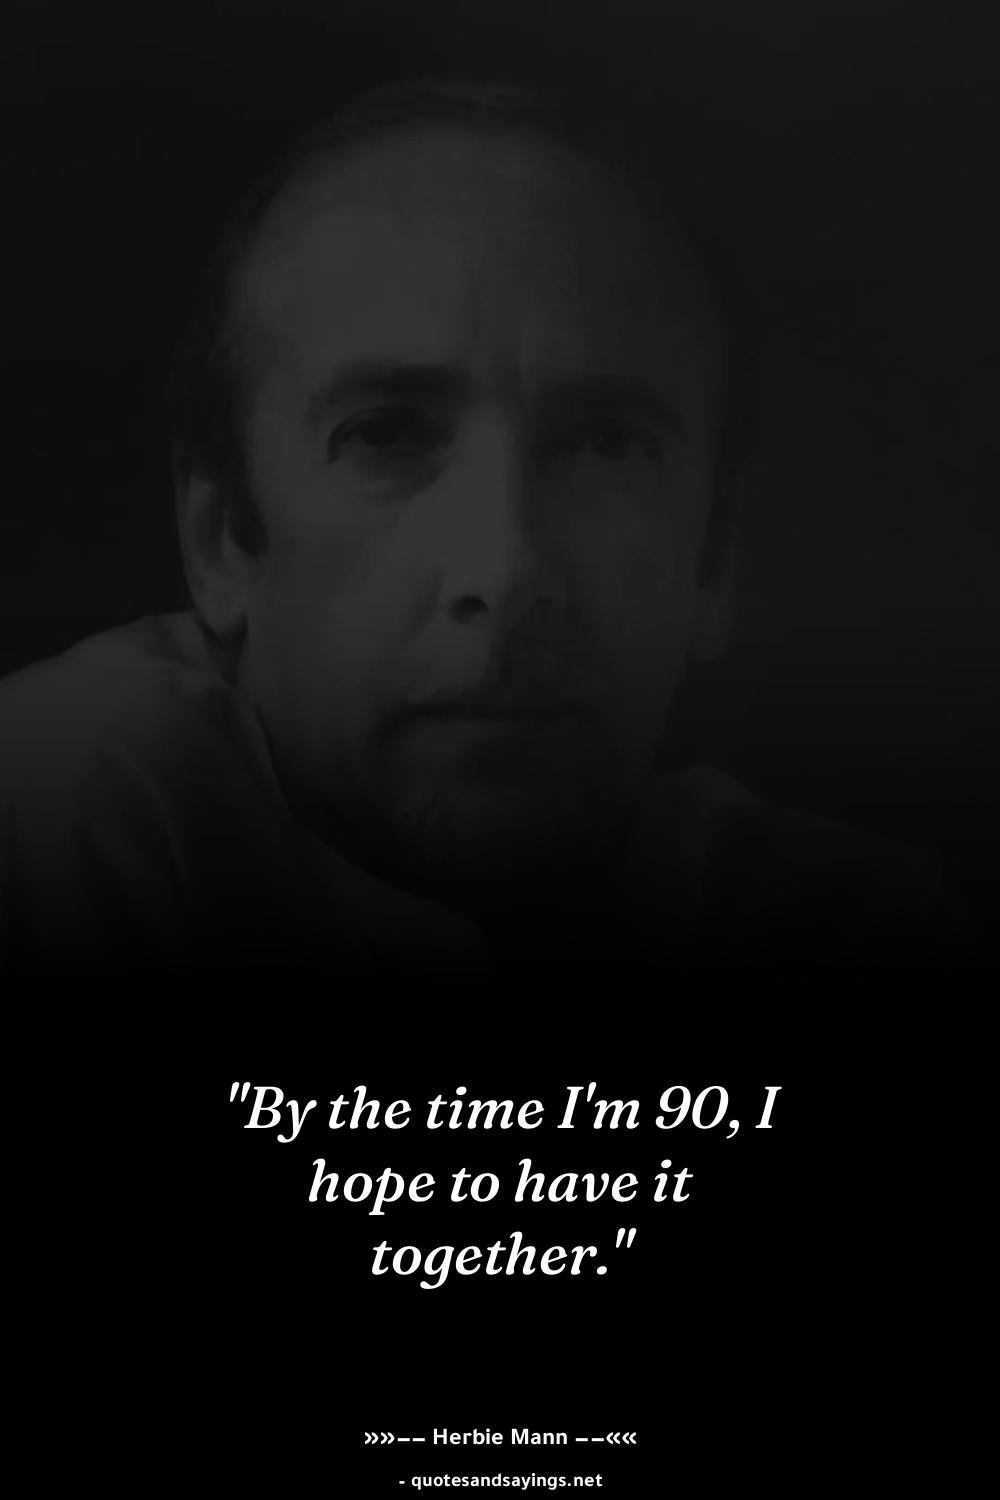 "By the time I'm 90, I
hope to have it
together."
»»–– Herbie Mann ––««
- quotesandsayings.net